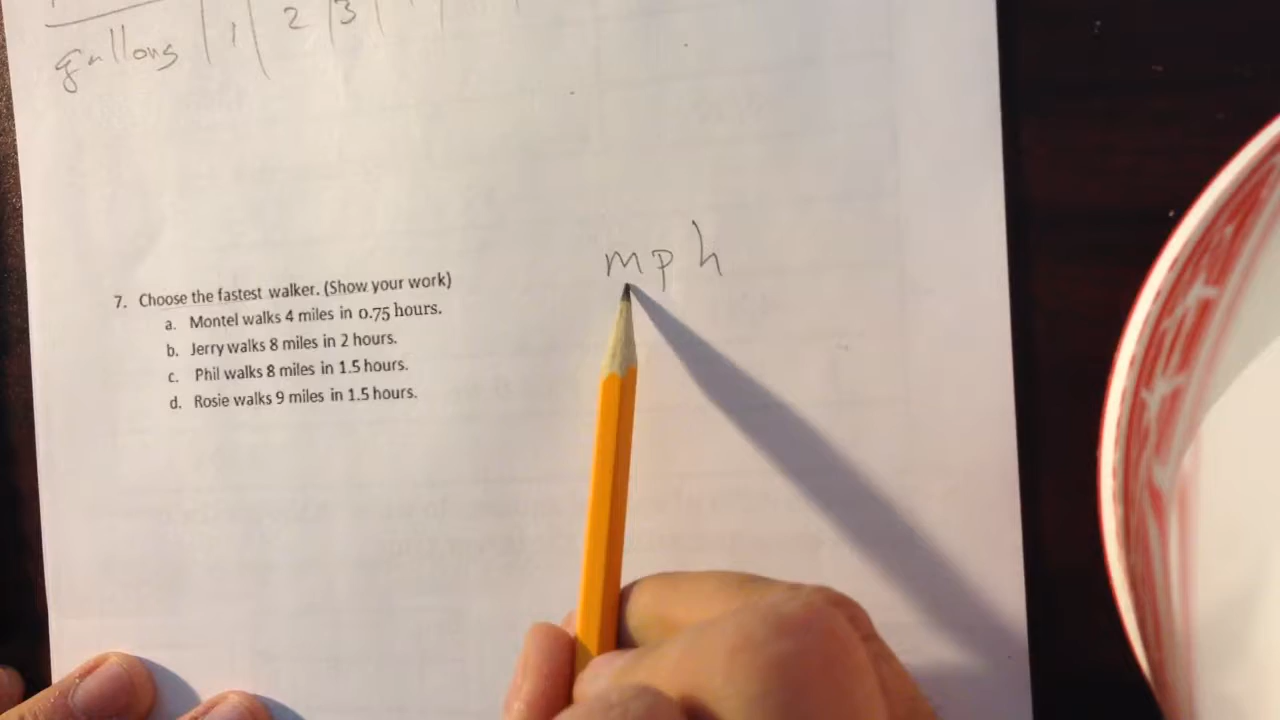 gallons | 1 | 2 | 3 |
mph
7. Choose the fastest walker. (Show your work)
a. Montel walks 4 miles in 0.75 hours.
b. Jerry walks 8 miles in 2 hours.
c. Phil walks 8 miles in 1.5 hours.
d. Rosie walks 9 miles in 1.5 hours.